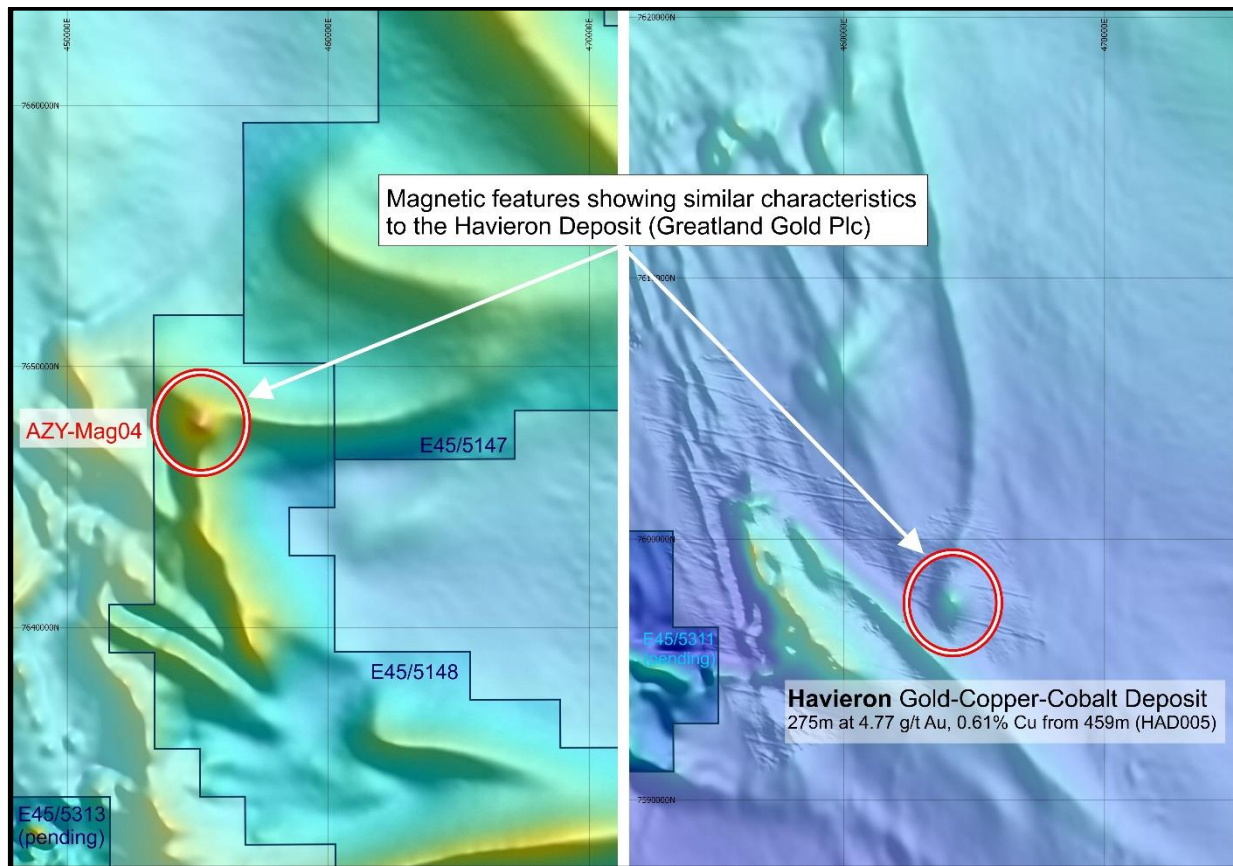 450000E
460000E
470000E
7660000N
7650000N
7640000N
Magnetic features showing similar characteristics
to the Havieron Deposit (Greatland Gold Plc)
AZY-Mag04
E45/5147
E45/5148
E45/5313
(pending)
7620000N
460000E
470000E
7600000N
7590000N
E45/5311
(pending)
Havieron Gold-Copper-Cobalt Deposit
275m at 4.77 g/t Au, 0.61% Cu from 459m (HAD005)